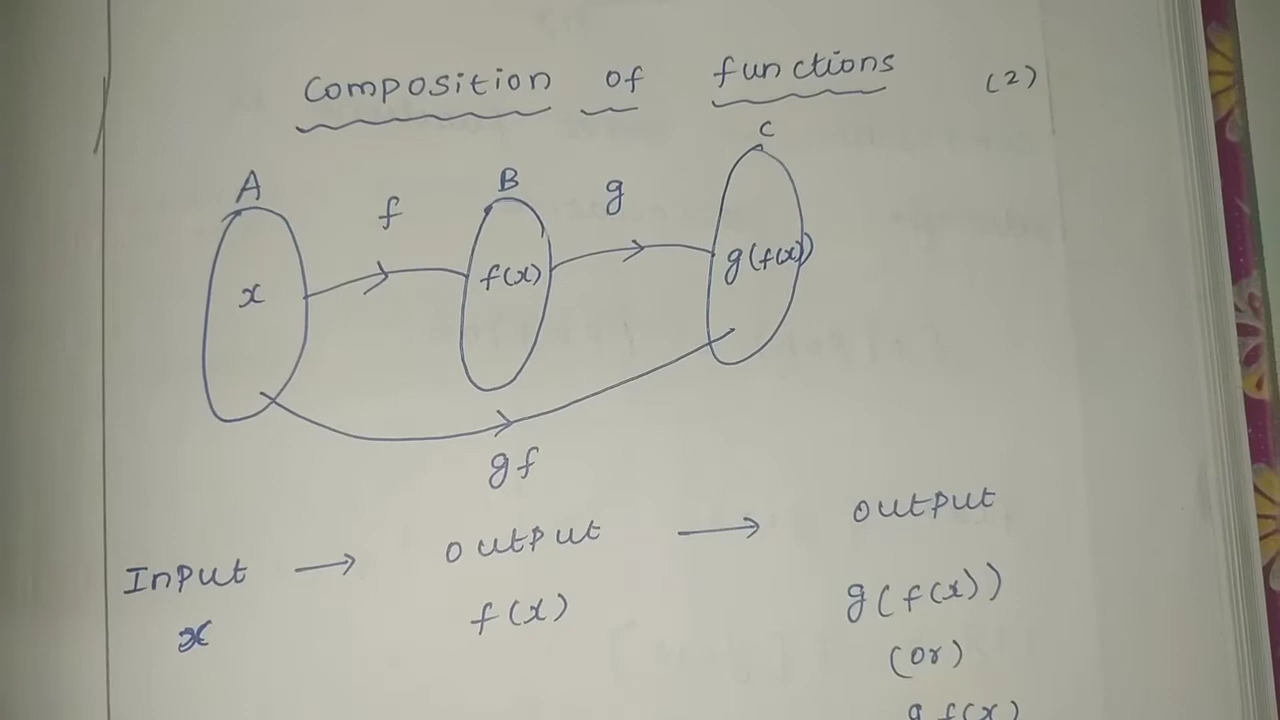 Composition of functions (2)
A B C
f g
x f(x) g(f(x))
gf
Input → output → output
x f(x) g(f(x))
(or)
g f(x)